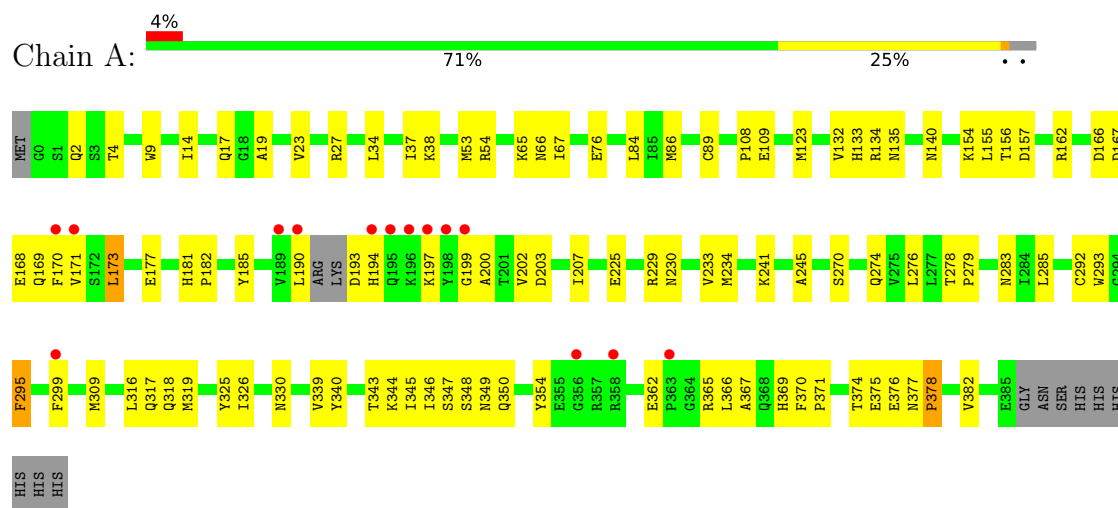 4%
Chain A:
71% 25% • •
MET G0 S1 Q2 S3 T4 W9 I14 Q17 G18 A19 V23 R27 L34 I37 K38 M53 R54 K65 N66 I67 E76 L84 I85 M86 C89 P108 E109 M123 V132 H133 R134 N135 N140 K154 L155 T156 D157 R162 D166 D167
E168 Q169 F170 V171 S172 L173 E177 H181 P182 Y185 V189 L190 ARG LYS D193 H194 Q195 K196 K197 Y198 G199 A200 T201 V202 D203 I207 E225 R229 N230 V233 M234 K241 A245 S270 Q274 V275 L276 L277 T278 P279 N283 I284 L285 C292 W293 G294
F295 F299 M309 L316 Q317 Q318 M319 Y325 I326 N330 V339 Y340 T343 K344 I345 I346 S347 S348 N349 Q350 Y354 E355 G356 R357 R358 E362 P363 G364 R365 L366 A367 Q368 H369 F370 P371 T374 E375 E376 N377 P378 V382 E385 GLY ASN SER HIS HIS HIS
HIS HIS HIS